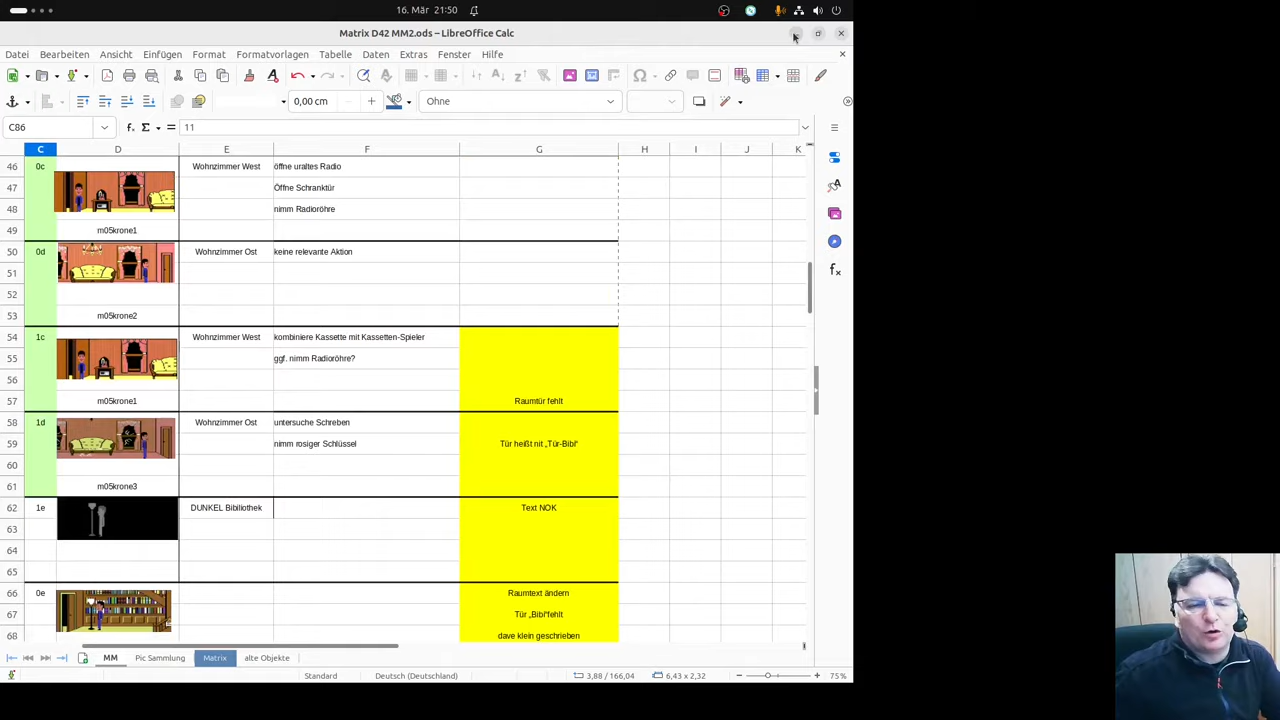 16. Mär 21:50
Matrix D42 MM2.ods – LibreOffice Calc
Datei Bearbeiten Ansicht Einfügen Format Formatvorlagen Tabelle Daten Extras Fenster Hilfe
0,00 cm Ohne
C86 11
C D E F G H I J K
46 0c Wohnzimmer West öffne uraltes Radio
47 Öffne Schranktür
48 nimm Radioröhre
49 m05krone1
50 0d Wohnzimmer Ost keine relevante Aktion
51
52
53 m05krone2
54 1c Wohnzimmer West kombiniere Kassette mit Kassetten-Spieler
55 ggf. nimm Radioröhre?
56
57 m05krone1 Raumtür fehlt
58 1d Wohnzimmer Ost untersuche Schreben
59 nimm rosiger Schlüssel Tür heißt nit „Tür-Bibi“
60
61 m05krone3
62 1e DUNKEL Bibiliothek Text NOK
63
64
65
66 0e Raumtext ändern
67 Tür „Bibi“fehlt
68 dave klein geschrieben
MM Pic Sammlung Matrix alte Objekte
Standard Deutsch (Deutschland) 3,88 / 166,04 6,43 x 2,32 75%